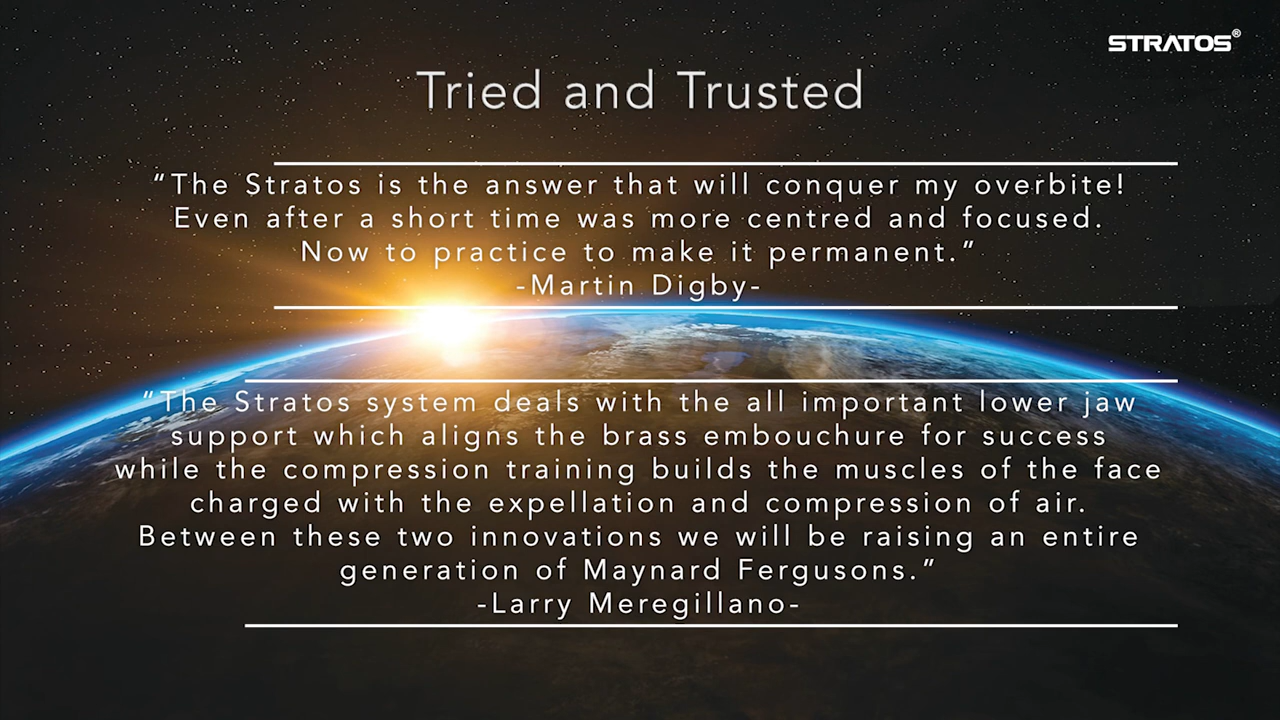 STRATOS®
Tried and Trusted
“The Stratos is the answer that will conquer my overbite!
Even after a short time was more centred and focused.
Now to practice to make it permanent.”
-Martin Digby-
“The Stratos system deals with the all important lower jaw
support which aligns the brass embouchure for success
while the compression training builds the muscles of the face
charged with the expellation and compression of air.
Between these two innovations we will be raising an entire
generation of Maynard Fergusons.”
-Larry Meregillano-